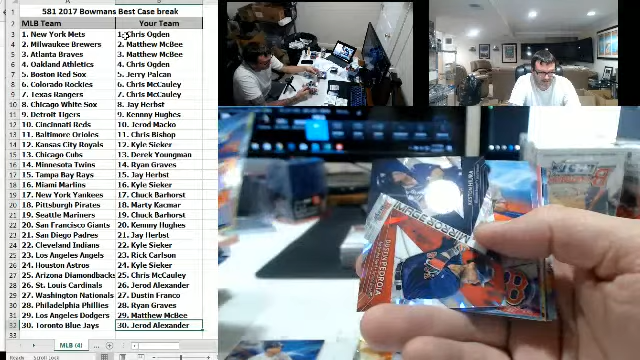 581 2017 Bowmans Best Case break
MLB Team Your Team
1. New York Mets 1. Chris Ogden
2. Milwaukee Brewers 2. Matthew McBee
3. Atlanta Braves 3. Matthew McBee
4. Oakland Athletics 4. Chris Ogden
5. Boston Red Sox 5. Jerry Palcan
6. Colorado Rockies 6. Chris McCauley
7. Texas Rangers 7. Chris McCauley
8. Chicago White Sox 8. Jay Herbst
9. Detroit Tigers 9. Kennny Hughes
10. Cincinnati Reds 10. Jerod Macko
11. Baltimore Orioles 11. Chris Bishop
12. Kansas City Royals 12. Kyle Sieker
13. Chicago Cubs 13. Derek Youngman
14. Minnesota Twins 14. Ryan Graves
15. Tampa Bay Rays 15. Jay Herbst
16. Miami Marlins 16. Kyle Sieker
17. New York Yankees 17. Chuck Barhorst
18. Pittsburgh Pirates 18. Marty Kacmar
19. Seattle Mariners 19. Chuck Barhorst
20. San Francisco Giants 20. Kennny Hughes
21. San Diego Padres 21. Jay Herbst
22. Cleveland Indians 22. Kyle Sieker
23. Los Angeles Angels 23. Rick Carlson
24. Houston Astros 24. Kyle Sieker
25. Arizona Diamondbacks 25. Chris McCauley
26. St. Louis Cardinals 26. Jerod Alexander
27. Washington Nationals 27. Dustin Franco
28. Philadelphia Phillies 28. Ryan Graves
29. Los Angeles Dodgers 29. Matthew McBee
30. Toronto Blue Jays 30. Jerod Alexander
MLB (4)
Scroll Lock
KESTON HIURA
DUSTIN PEDROIA